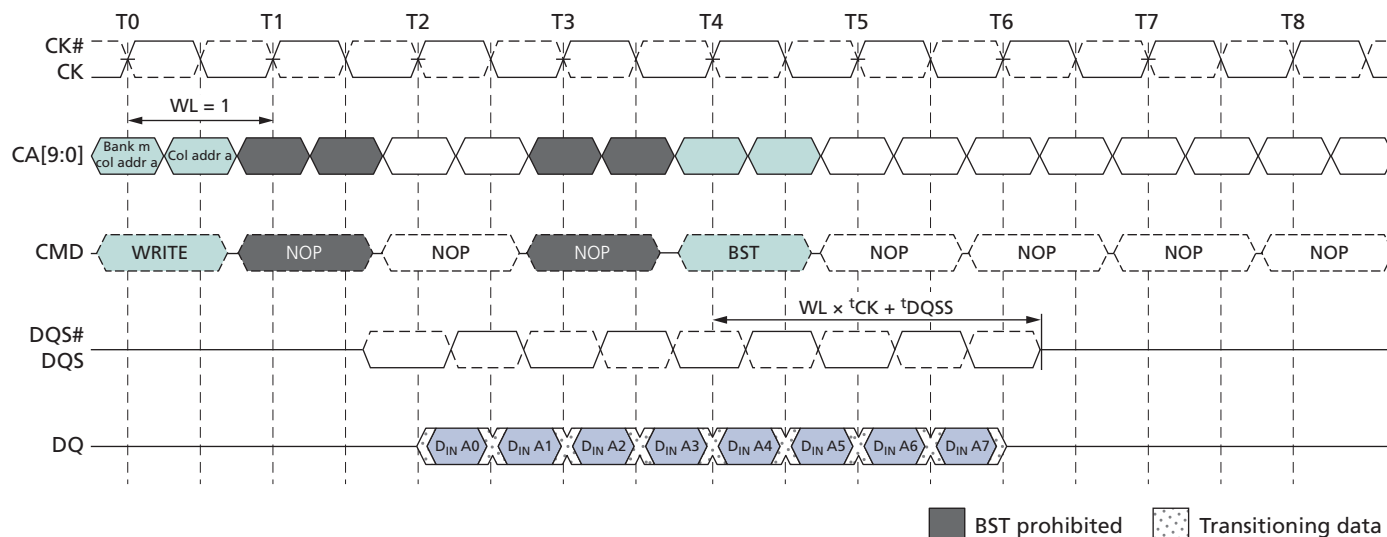 T0 T1 T2 T3 T4 T5 T6 T7 T8
CK#
CK
WL = 1
CA[9:0]
Bank m
col addr a
Col addr a
CMD
WRITE NOP NOP NOP BST NOP NOP NOP NOP
WL × tCK + tDQSS
DQS#
DQS
DQ
DIN A0 DIN A1 DIN A2 DIN A3 DIN A4 DIN A5 DIN A6 DIN A7
BST prohibited Transitioning data